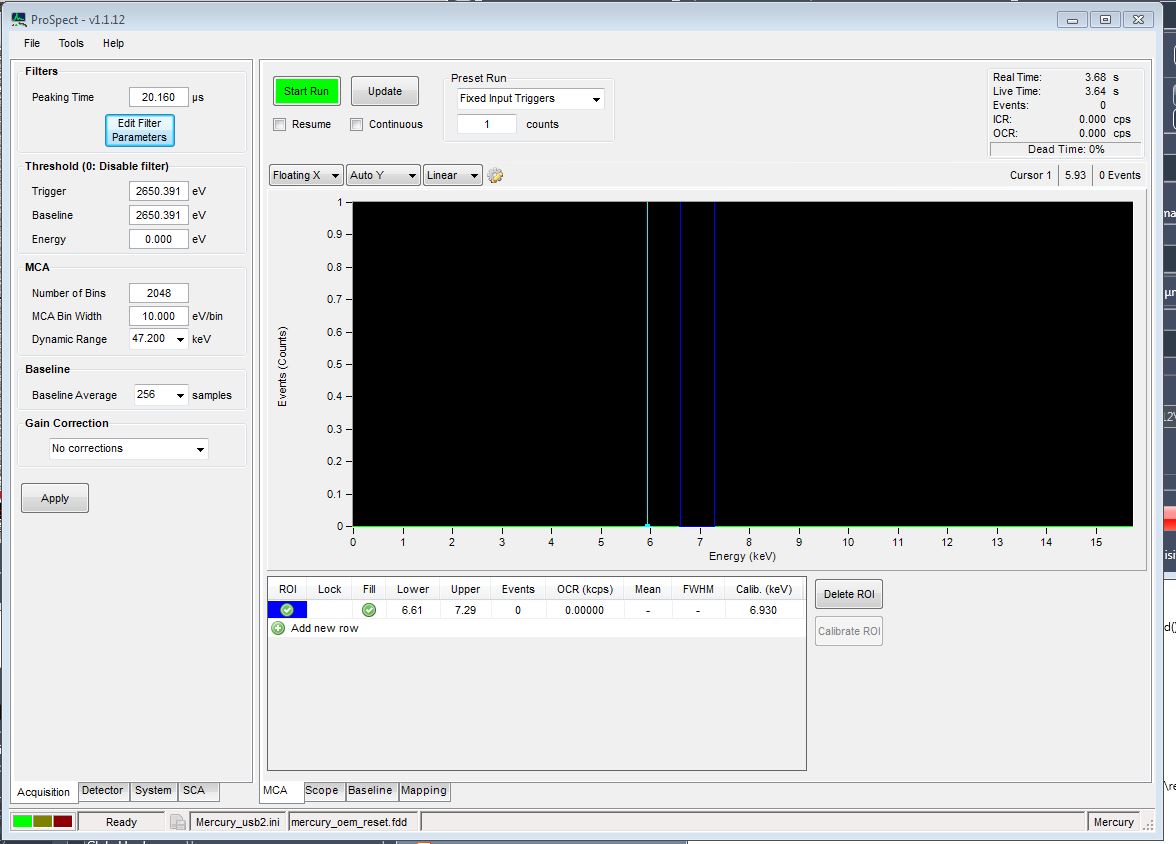 ProSpect - v1.1.12
File Tools Help
Filters
Peaking Time 20.160 µs
Edit Filter
Parameters
Threshold (0: Disable filter)
Trigger 2650.391 eV
Baseline 2650.391 eV
Energy 0.000 eV
MCA
Number of Bins 2048
MCA Bin Width 10.000 eV/bin
Dynamic Range 47.200 keV
Baseline
Baseline Average 256 samples
Gain Correction
No corrections
Apply
Acquisition Detector System SCA
Start Run Update
Resume Continuous
Preset Run
Fixed Input Triggers
1 counts
Real Time: 3.68 s
Live Time: 3.64 s
Events: 0
ICR: 0.000 cps
OCR: 0.000 cps
Dead Time: 0%
Floating X Auto Y Linear
Cursor 1 5.93 0 Events
1
0.9
0.8
0.7
0.6
0.5
0.4
0.3
0.2
0.1
0
Events (Counts)
0 1 2 3 4 5 6 7 8 9 10 11 12 13 14 15
Energy (keV)
ROI Lock Fill Lower Upper Events OCR (kcps) Mean FWHM Calib. (keV)
6.61 7.29 0 0.00000 - - 6.930
Add new row
Delete ROI
Calibrate ROI
MCA Scope Baseline Mapping
Ready Mercury_usb2.ini mercury_oem_reset.fdd Mercury